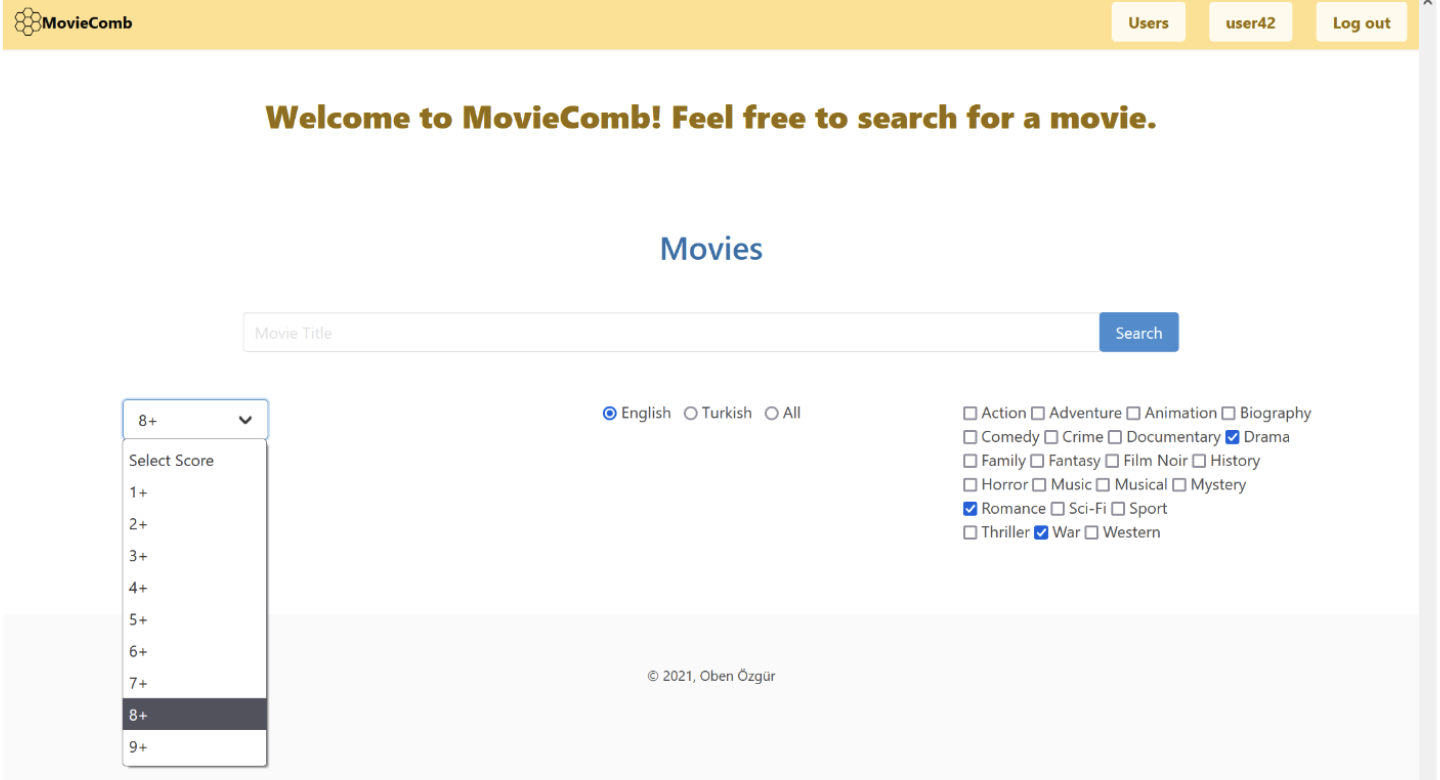 MovieComb
Users
user42
Log out
Welcome to MovieComb! Feel free to search for a movie.
Movies
Movie Title
Search
8+
Select Score
1+
2+
3+
4+
5+
6+
7+
8+
9+
English Turkish All
Action Adventure Animation Biography
Comedy Crime Documentary Drama
Family Fantasy Film Noir History
Horror Music Musical Mystery
Romance Sci-Fi Sport
Thriller War Western
© 2021, Oben Özgür